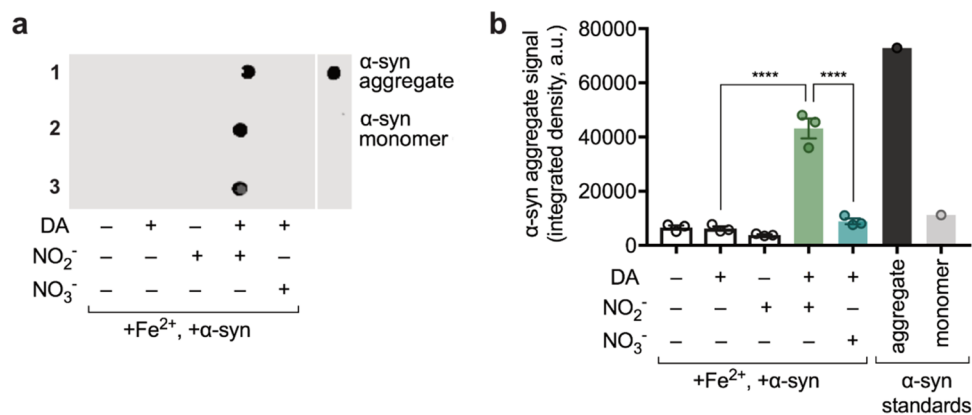 a
1
2
3
α-syn
aggregate
α-syn
monomer
DA – + – + +
NO₂⁻ – – + + –
NO₃⁻ – – – – +
+Fe²⁺, +α-syn
b
α-syn aggregate signal
(integrated density, a.u.)
80000
60000
40000
20000
0
**** ****
DA – + – + +
NO₂⁻ – – + + –
NO₃⁻ – – – – +
aggregate
monomer
+Fe²⁺, +α-syn
α-syn
standards